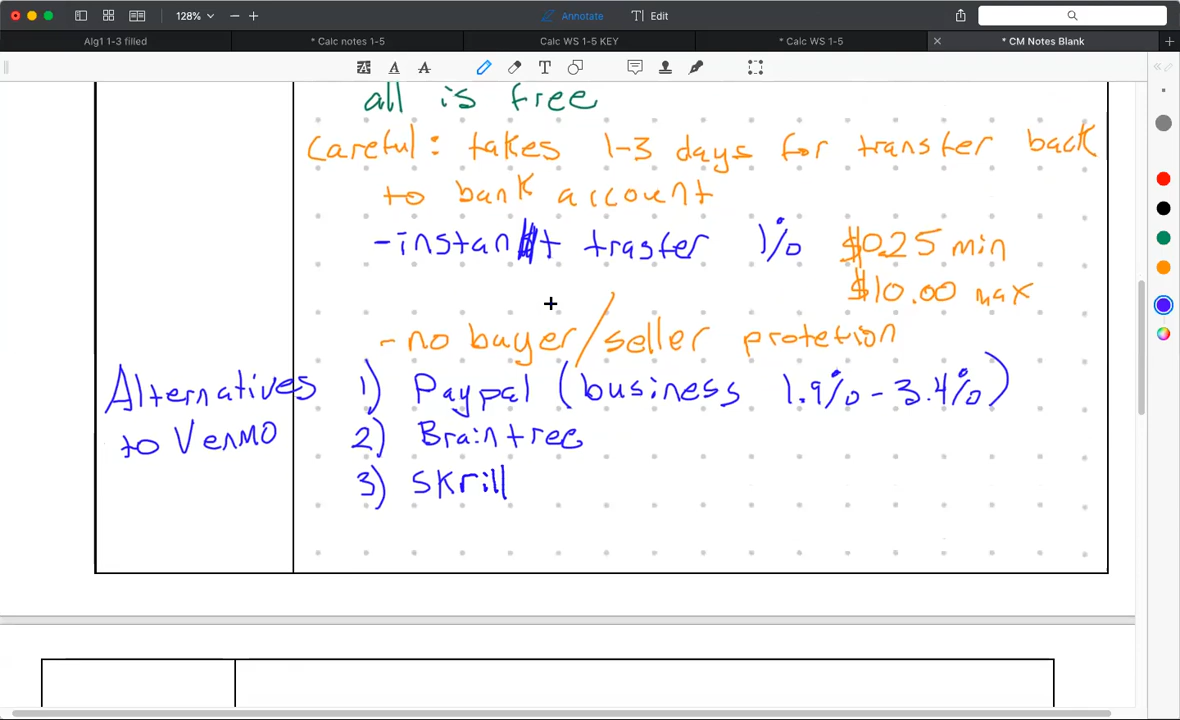 128%
Annotate
Edit
Alg1 1-3 filled
* Calc notes 1-5
Calc WS 1-5 KEY
* Calc WS 1-5
* CM Notes Blank
all is free
Careful: takes 1-3 days for transfer back
to bank account
-instant trasfer 1% $0.25 min
$10.00 max
- no buyer/seller protetion
Alternatives 1) Paypal (business 1.9% - 3.4%)
to Venmo 2) Braintree
3) Skrill